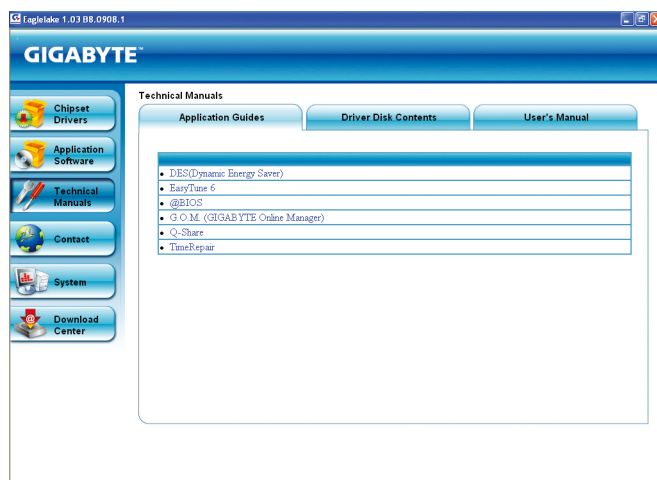 Eaglelake 1.03 B8.0908.1
GIGABYTE™
Technical Manuals
Chipset
Drivers
Application
Software
Technical
Manuals
Contact
System
Download
Center
Application Guides
Driver Disk Contents
User's Manual
• DES(Dynamic Energy Saver)
• EasyTune 6
• @BIOS
• G.O.M. (GIGABYTE Online Manager)
• Q-Share
• TimeRepair